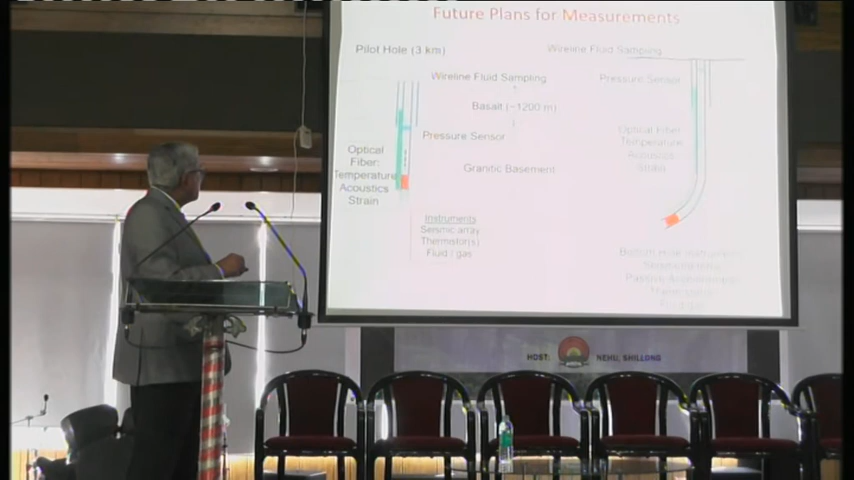 Future Plans for Measurements
Pilot Hole (3 km)
Wireline Fluid Sampling
Basalt (~1200 m)
Pressure Sensor
Granitic Basement
Optical
Fiber:
Temperature
Acoustics
Strain
Instruments
Seismic array
Thermistor(s)
Fluid / gas
Wireline Fluid Sampling
Pressure Sensor
Optical Fiber
Temperature
Acoustics
Strain
HOST: NEHU, SHILLONG